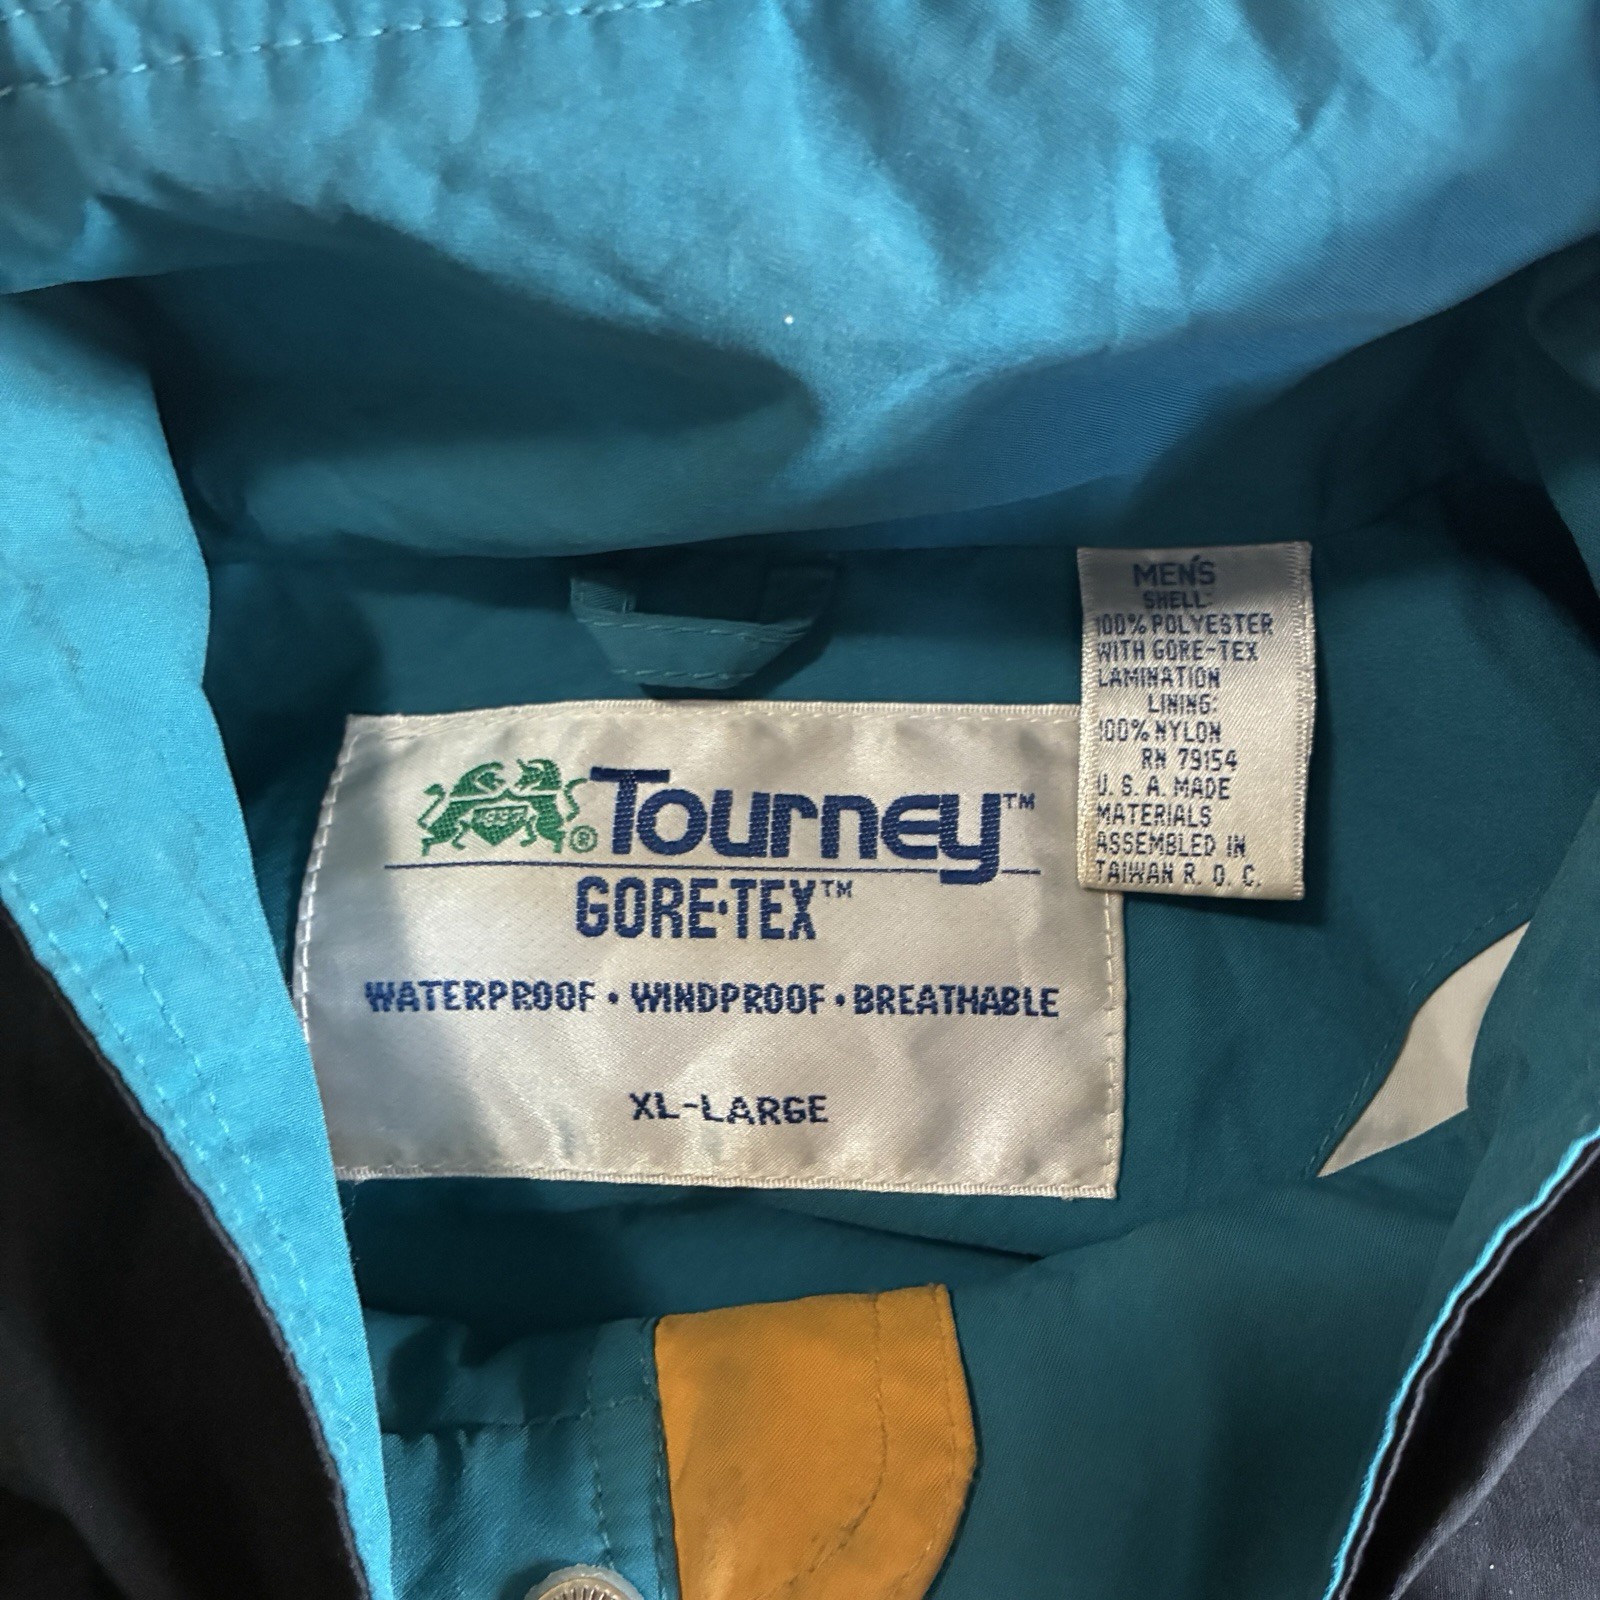 Tourney™
GORE-TEX™
WATERPROOF • WINDPROOF • BREATHABLE
XL-LARGE
MEN'S
SHELL:
100% POLYESTER
WITH GORE-TEX
LAMINATION
LINING:
100% NYLON
RN 79154
U. S. A. MADE
MATERIALS
ASSEMBLED IN
TAIWAN R. O. C.